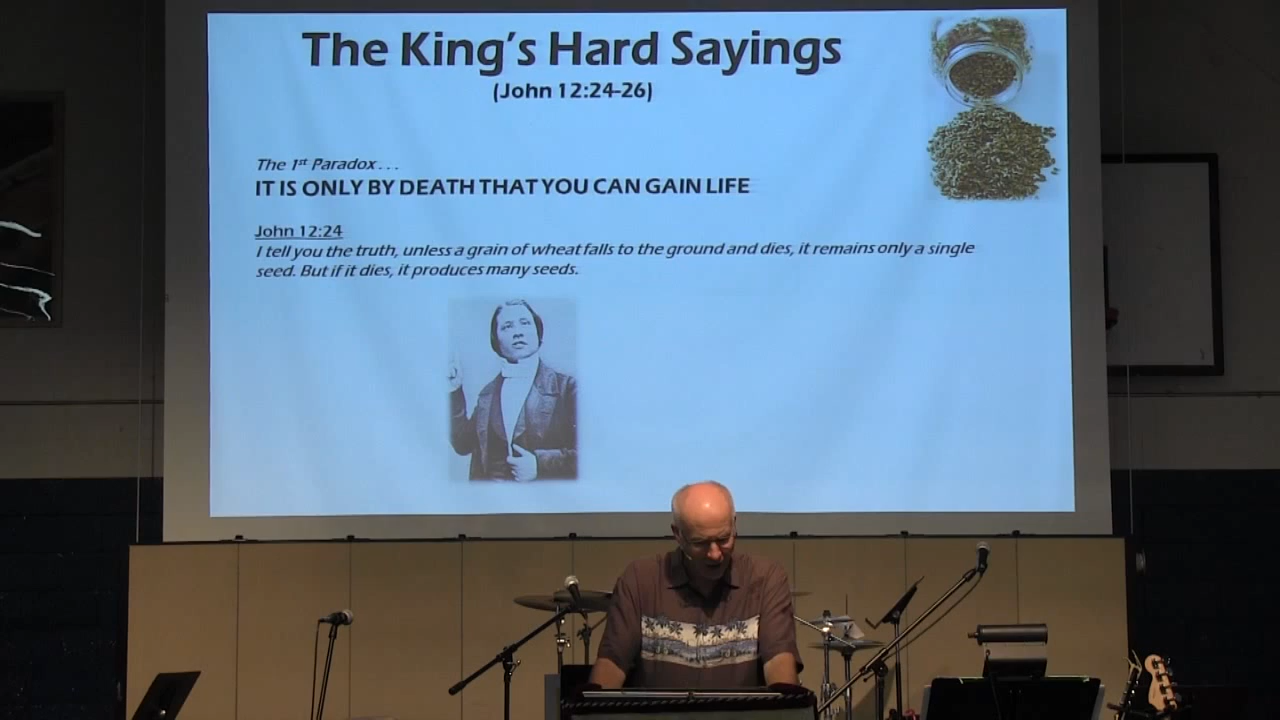 The King's Hard Sayings
(John 12:24-26)
The 1st Paradox . . .
IT IS ONLY BY DEATH THAT YOU CAN GAIN LIFE
John 12:24
I tell you the truth, unless a grain of wheat falls to the ground and dies, it remains only a single
seed. But if it dies, it produces many seeds.